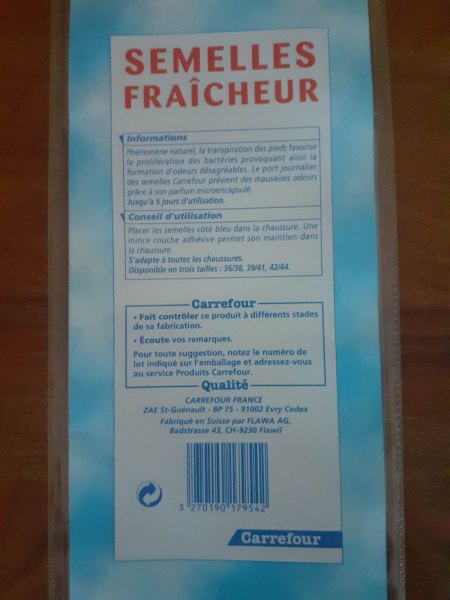 SEMELLES
FRAÎCHEUR
Informations
Phénomène naturel, la transpiration des pieds favorise
la prolifération des bactéries provoquant ainsi la
formation d'odeurs désagréables. Le port journalier
des semelles Carrefour prévient des mauvaises odeurs
grâce à son parfum microencapsulé.
Jusqu'à 5 jours d'utilisation.
Conseil d'utilisation
Placer les semelles côté bleu dans la chaussure. Une
mince couche adhésive permet son maintien dans
la chaussure.
S'adapte à toutes les chaussures.
Disponible en trois tailles : 36/38, 39/41, 42/44.
Carrefour
• Fait contrôler ce produit à différents stades
de sa fabrication.
• Écoute vos remarques.
Pour toute suggestion, notez le numéro de
lot indiqué sur l'emballage et adressez-vous
au service Produits Carrefour.
Qualité
CARREFOUR FRANCE
ZAE St-Guénault - BP 75 - 91002 Evry Cedex
Fabriqué en Suisse par FLAWA AG,
Badstrasse 43, CH-9230 Flawil
3 270190 179542
Carrefour